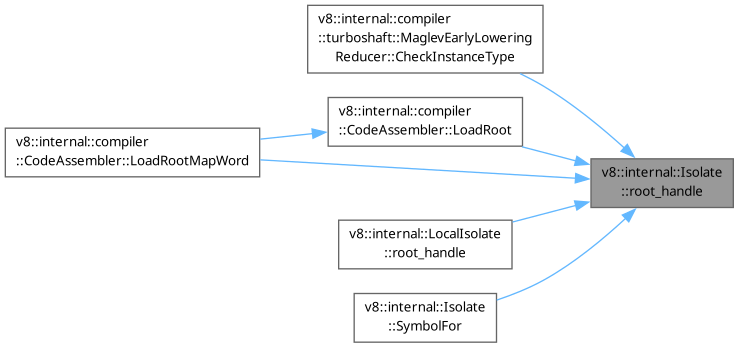 v8::internal::compiler
::turboshaft::MaglevEarlyLowering
Reducer::CheckInstanceType
v8::internal::compiler
::CodeAssembler::LoadRoot
v8::internal::compiler
::CodeAssembler::LoadRootMapWord
v8::internal::Isolate
::root_handle
v8::internal::LocalIsolate
::root_handle
v8::internal::Isolate
::SymbolFor